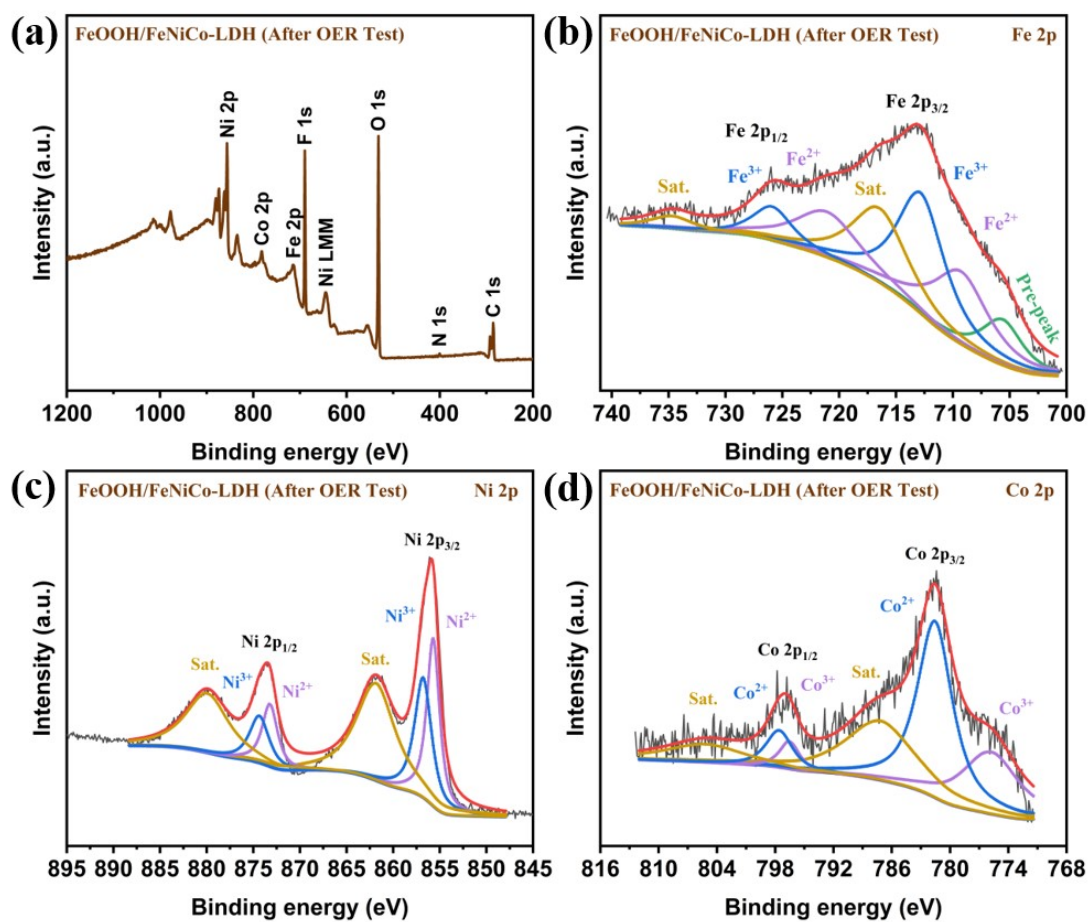 (a)
FeOOH/FeNiCo-LDH (After OER Test)
Ni 2p
Co 2p
Fe 2p
F 1s
Ni LMM
O 1s
N 1s
C 1s
Intensity (a.u.)
1200 1000 800 600 400 200
Binding energy (eV)
(b)
FeOOH/FeNiCo-LDH (After OER Test) Fe 2p
Fe 2p3/2
Fe 2p1/2
Fe3+
Fe2+
Sat.
Sat.
Fe3+
Fe2+
Pre-peak
Intensity (a.u.)
740 735 730 725 720 715 710 705 700
Binding energy (eV)
(c)
FeOOH/FeNiCo-LDH (After OER Test) Ni 2p
Ni 2p3/2
Ni3+
Ni2+
Ni 2p1/2
Sat.
Ni3+
Ni2+
Sat.
Intensity (a.u.)
895 890 885 880 875 870 865 860 855 850 845
Binding energy (eV)
(d)
FeOOH/FeNiCo-LDH (After OER Test) Co 2p
Co 2p3/2
Co2+
Co 2p1/2
Sat.
Co2+
Co3+
Sat.
Co3+
Intensity (a.u.)
816 810 804 798 792 786 780 774 768
Binding energy (eV)